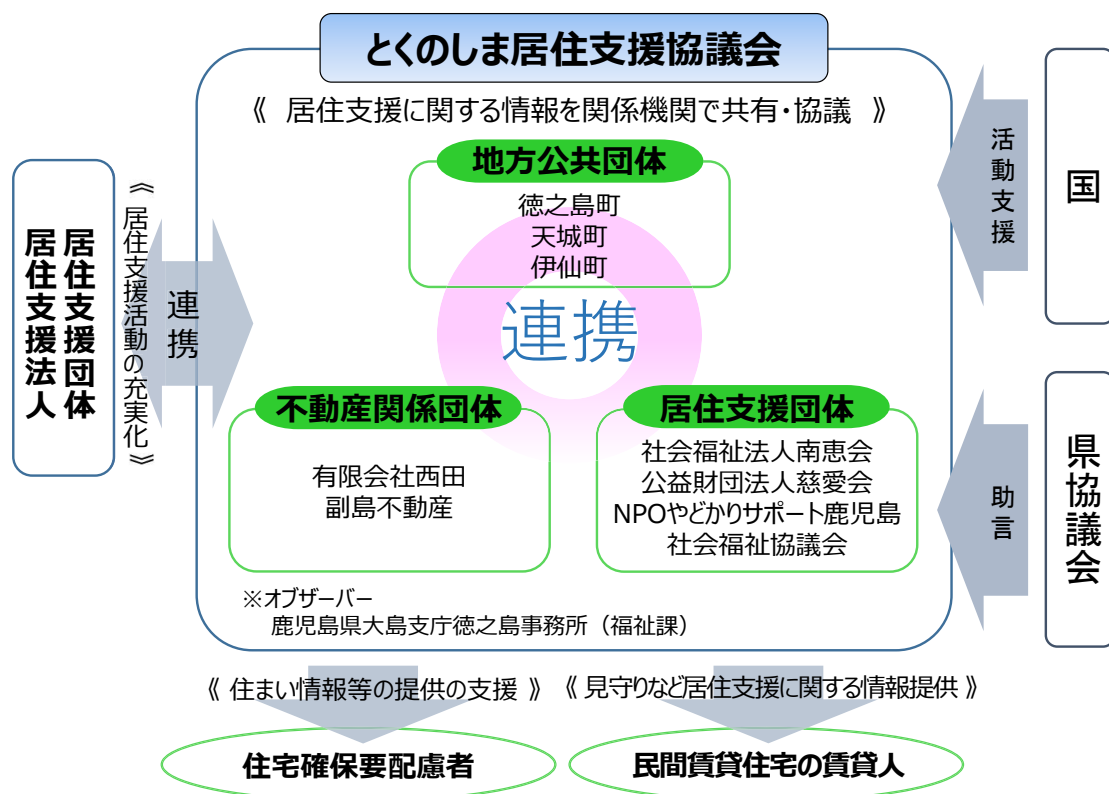 とくのしま居住支援協議会
《 居住支援に関する情報を関係機関で共有・協議 》
地方公共団体
徳之島町
天城町
伊仙町
連携
不動産関係団体
有限会社西田
副島不動産
居住支援団体
社会福祉法人南恵会
公益財団法人慈愛会
NPOやどかりサポート鹿児島
社会福祉協議会
※オブザーバー
鹿児島県大島支庁徳之島事務所（福祉課）
居住支援団体
居住支援法人
《 居住支援活動の充実化 》
連携
国
活動支援
県協議会
助言
《 住まい情報等の提供の支援 》
《 見守りなど居住支援に関する情報提供 》
住宅確保要配慮者
民間賃貸住宅の賃貸人